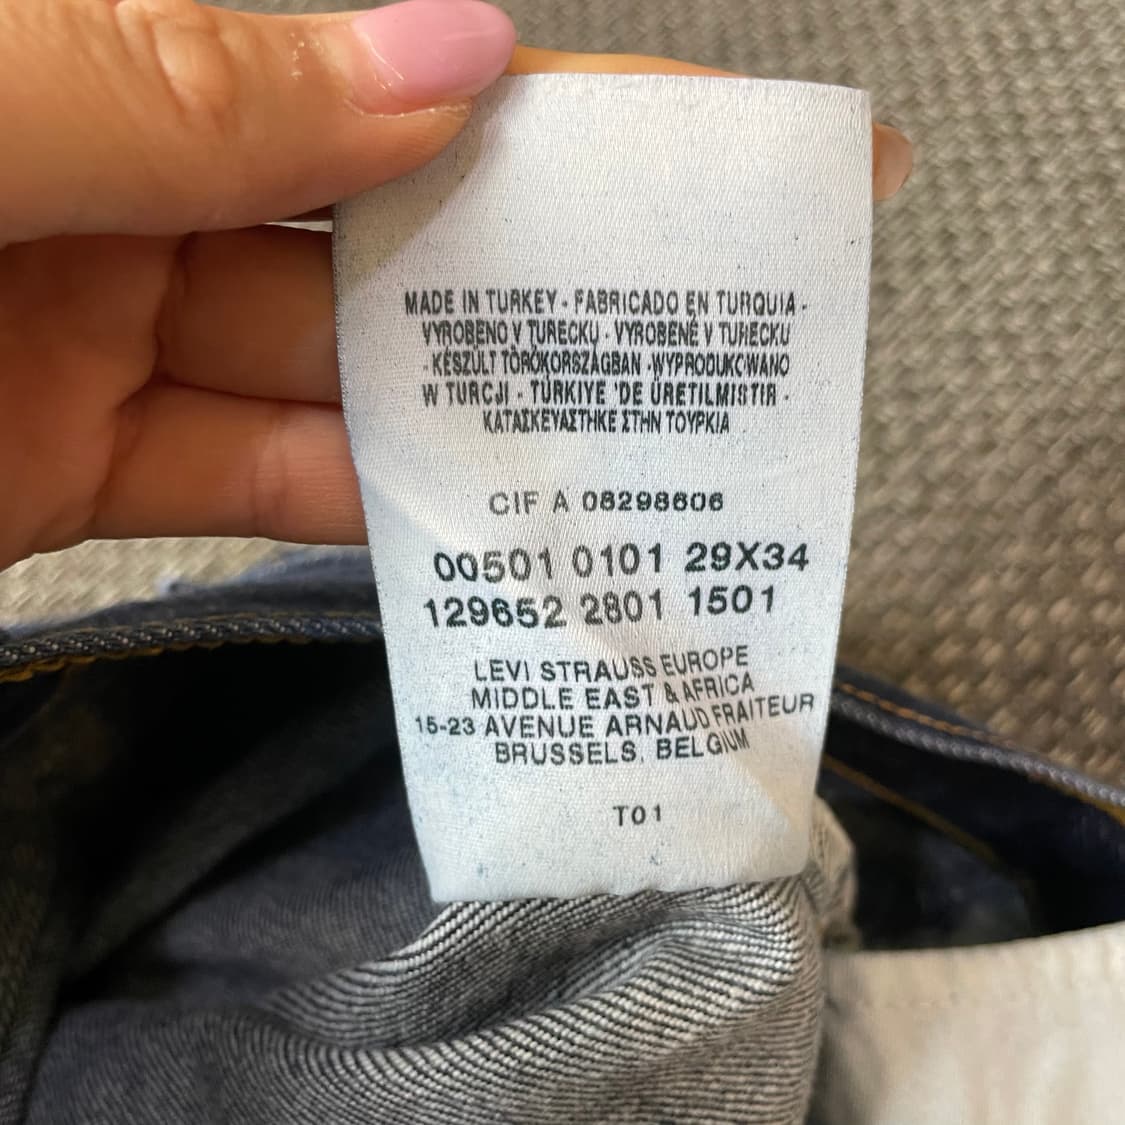 MADE IN TURKEY - FABRICADO EN TURQUIA -
VYROBENO V TURECKU - VYROBENÉ V TURECKU
- KÉSZÜLT TÖRÖKORSZÁGBAN - WYPRODUKOWANO
W TURCJI - TÜRKIYE 'DE ÜRETILMISTIR -
ΚΑΤΑΣΚΕΥΑΣΤΗΚΕ ΣΤΗΝ ΤΟΥΡΚΙΑ
CIF A 08298606
00501 0101 29X34
129652 2801 1501
LEVI STRAUSS EUROPE
MIDDLE EAST & AFRICA
15-23 AVENUE ARNAUD FRAITEUR
BRUSSELS, BELGIUM
T01